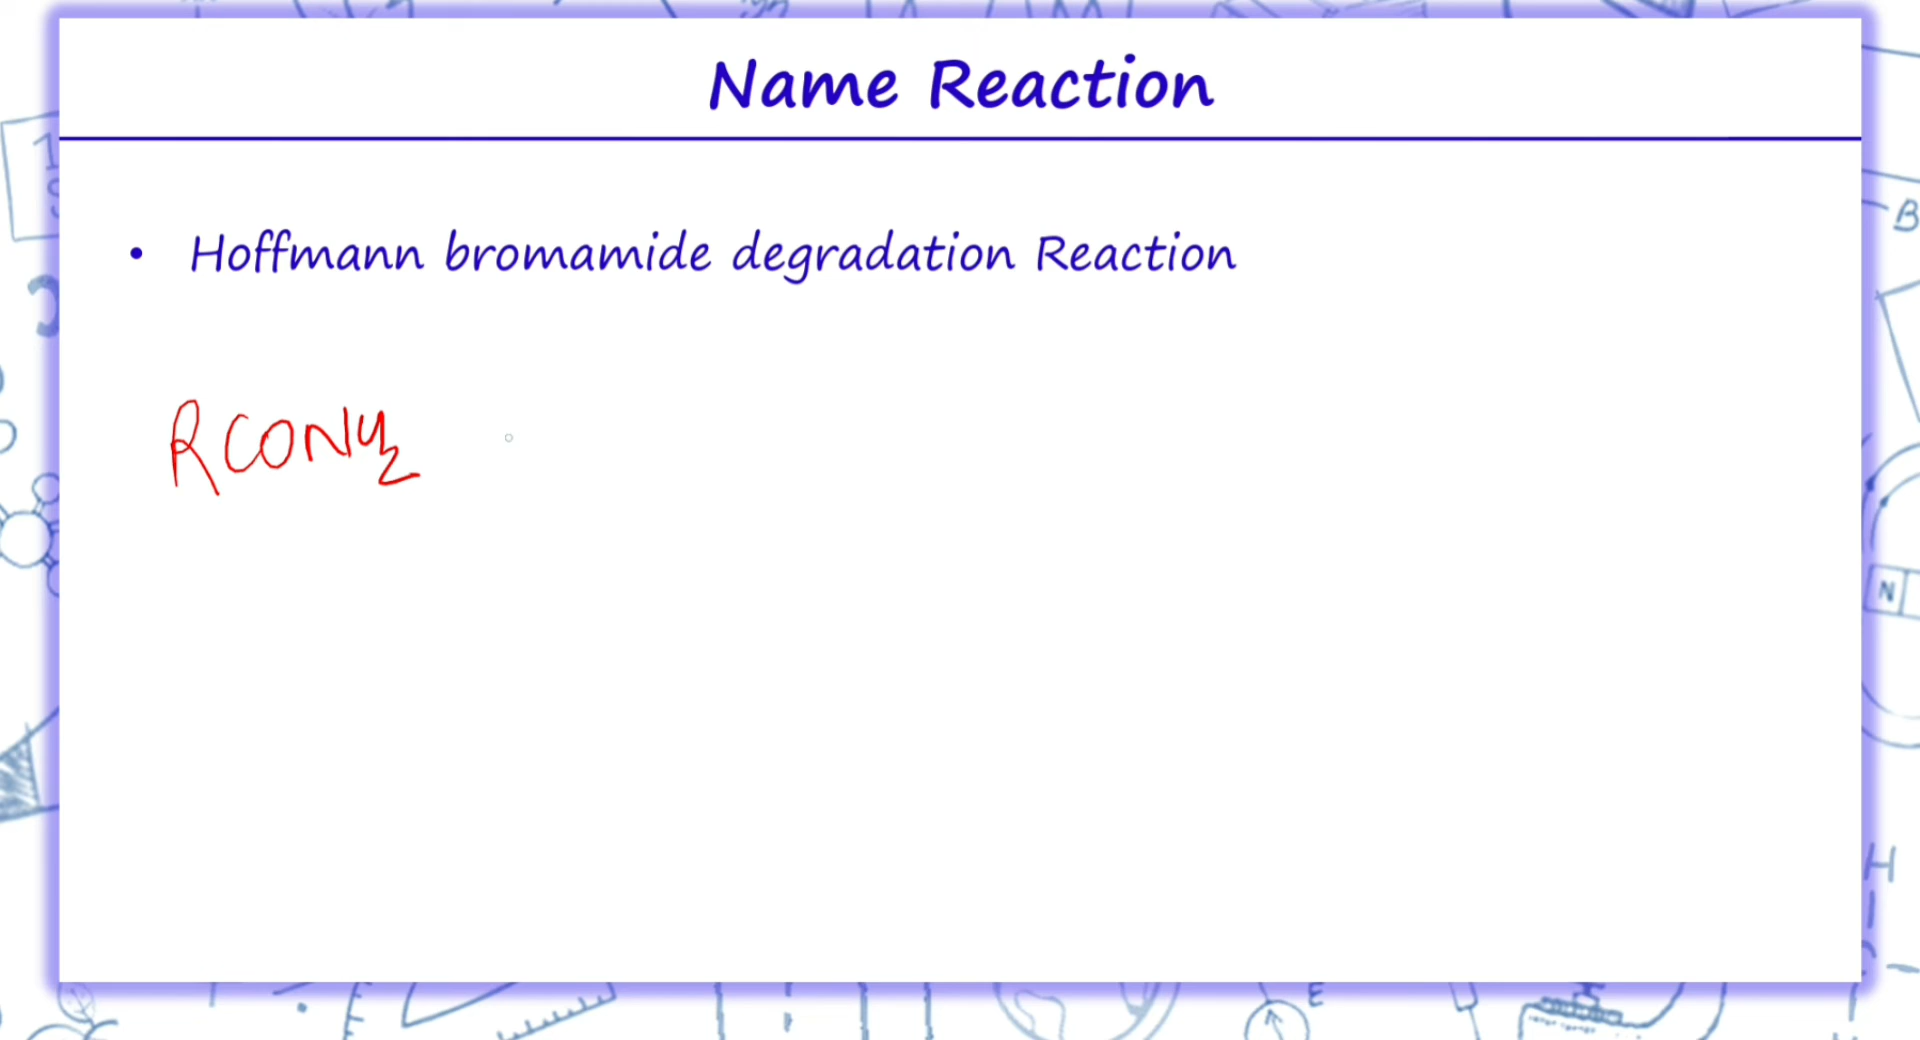 Name Reaction
• Hoffmann bromamide degradation Reaction
RCONH2
B
N
H
E